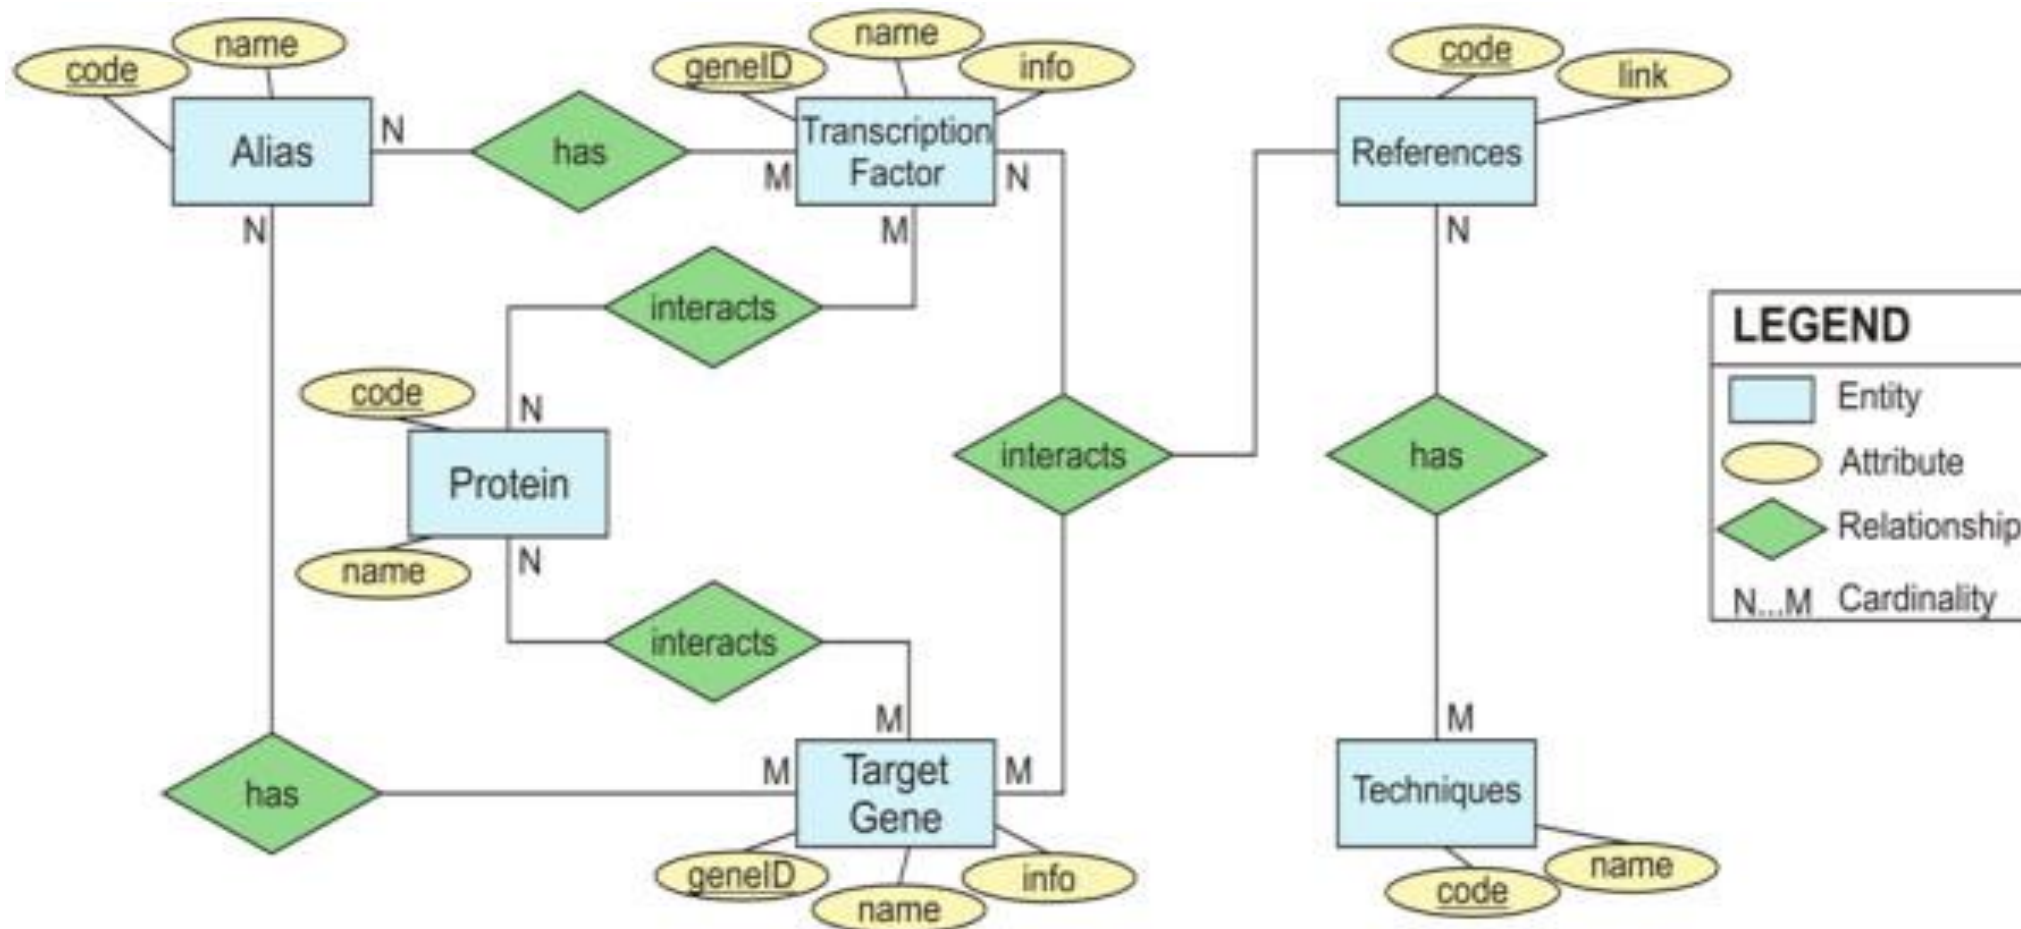 code
name
Alias
N
has
M
geneID
name
info
Transcription
Factor
N
M
code
link
References
N
N
interacts
N
code
Protein
name
N
interacts
M
interacts
has
has
M
Target
Gene
M
geneID
name
info
M
Techniques
code
name
LEGEND
Entity
Attribute
Relationship
N...M Cardinality